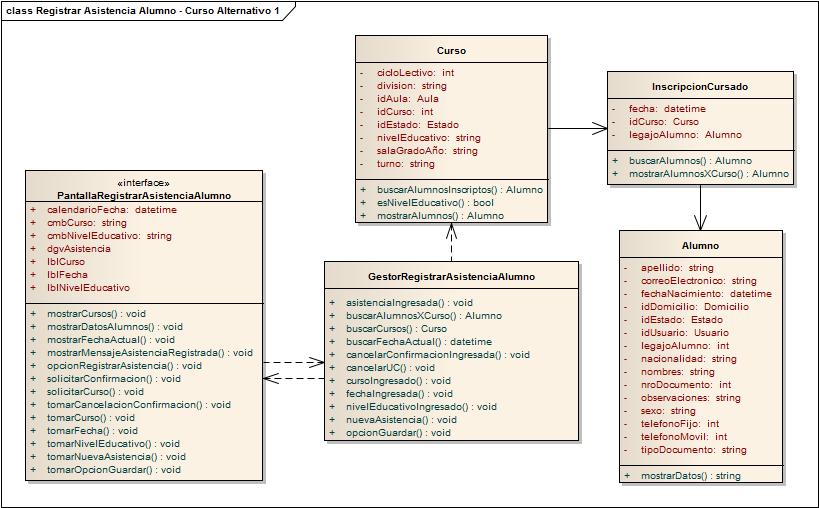 class Registrar Asistencia Alumno - Curso Alternativo 1
Curso
- cicloLectivo: int
- division: string
- idAula: Aula
- idCurso: int
- idEstado: Estado
- nivelEducativo: string
- salaGradoAño: string
- turno: string
+ buscarAlumnosInscriptos() : Alumno
+ esNivelEducativo() : bool
+ mostrarAlumnos() : Alumno
InscripcionCursado
- fecha: datetime
- idCurso: Curso
- legajoAlumno: Alumno
+ buscarAlumnos() : Alumno
+ mostrarAlumnosXCurso() : Alumno
«interface»
PantallaRegistrarAsistenciaAlumno
+ calendarioFecha: datetime
+ cmbCurso: string
+ cmbNivelEducativo: string
+ dgvAsistencia
+ lblCurso
+ lblFecha
+ lblNivelEducativo
+ mostrarCursos() : void
+ mostrarDatosAlumnos() : void
+ mostrarFechaActual() : void
+ mostrarMensajeAsistenciaRegistrada() : void
+ opcionRegistrarAsistencia() : void
+ solicitarConfirmacion() : void
+ solicitarCurso() : void
+ tomarCancelacionConfirmacion() : void
+ tomarCurso() : void
+ tomarFecha() : void
+ tomarNivelEducativo() : void
+ tomarNuevaAsistencia() : void
+ tomarOpcionGuardar() : void
GestorRegistrarAsistenciaAlumno
+ asistenciaIngresada() : void
+ buscarAlumnosXCurso() : Alumno
+ buscarCursos() : Curso
+ buscarFechaActual() : datetime
+ cancelarConfirmacionIngresada() : void
+ cancelarUC() : void
+ cursoIngresado() : void
+ fechaIngresada() : void
+ nivelEducativoIngresado() : void
+ nuevaAsistencia() : void
+ opcionGuardar() : void
Alumno
- apellido: string
- correoElectronico: string
- fechaNacimiento: datetime
- idDomicilio: Domicilio
- idEstado: Estado
- idUsuario: Usuario
- legajoAlumno: int
- nacionalidad: string
- nombres: string
- nroDocumento: int
- observaciones: string
- sexo: string
- telefonoFijo: int
- telefonoMovil: int
- tipoDocumento: string
+ mostrarDatos() : string